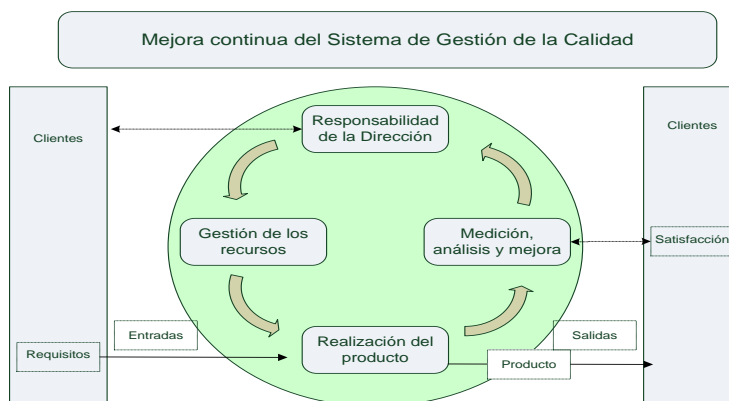 Mejora continua del Sistema de Gestión de la Calidad
Clientes
Responsabilidad
de la Dirección
Clientes
Gestión de los
recursos
Medición,
análisis y mejora
Satisfacción
Entradas
Salidas
Requisitos
Realización del
producto
Producto